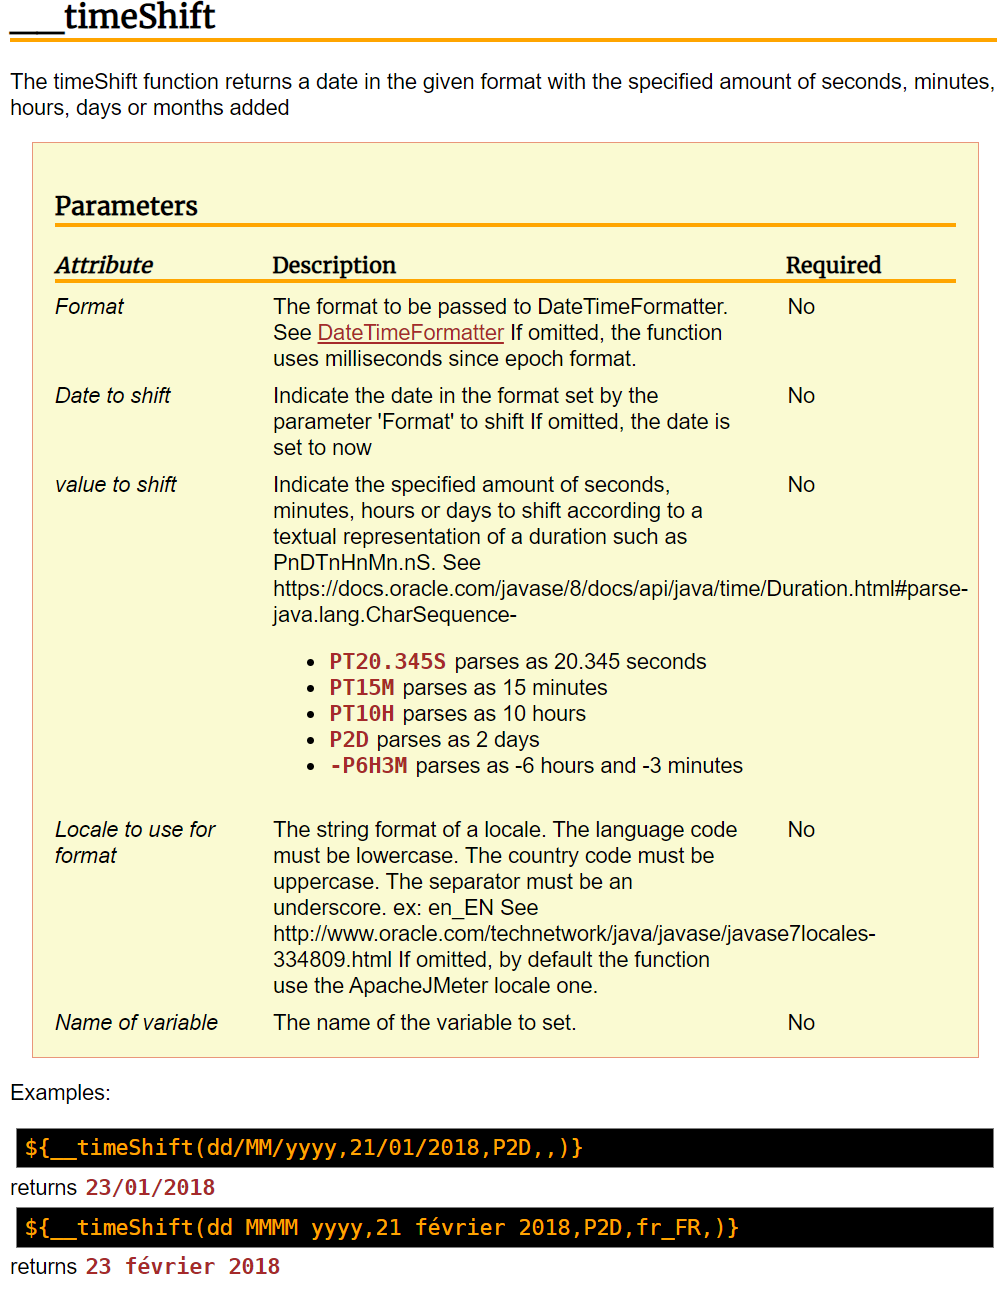 __timeShift
The timeShift function returns a date in the given format with the specified amount of seconds, minutes,
hours, days or months added
Parameters
Attribute Description Required
Format The format to be passed to DateTimeFormatter. No
See DateTimeFormatter If omitted, the function
uses milliseconds since epoch format.
Date to shift Indicate the date in the format set by the No
parameter 'Format' to shift If omitted, the date is
set to now
value to shift Indicate the specified amount of seconds, No
minutes, hours or days to shift according to a
textual representation of a duration such as
PnDTnHnMn.nS. See
https://docs.oracle.com/javase/8/docs/api/java/time/Duration.html#parse-
java.lang.CharSequence-
• PT20.345S parses as 20.345 seconds
• PT15M parses as 15 minutes
• PT10H parses as 10 hours
• P2D parses as 2 days
• -P6H3M parses as -6 hours and -3 minutes
Locale to use for The string format of a locale. The language code No
format must be lowercase. The country code must be
uppercase. The separator must be an
underscore. ex: en_EN See
http://www.oracle.com/technetwork/java/javase/javase7locales-
334809.html If omitted, by default the function
use the ApacheJMeter locale one.
Name of variable The name of the variable to set. No
Examples:
${__timeShift(dd/MM/yyyy,21/01/2018,P2D,,)}
returns 23/01/2018
${__timeShift(dd MMMM yyyy,21 février 2018,P2D,fr_FR,)}
returns 23 février 2018